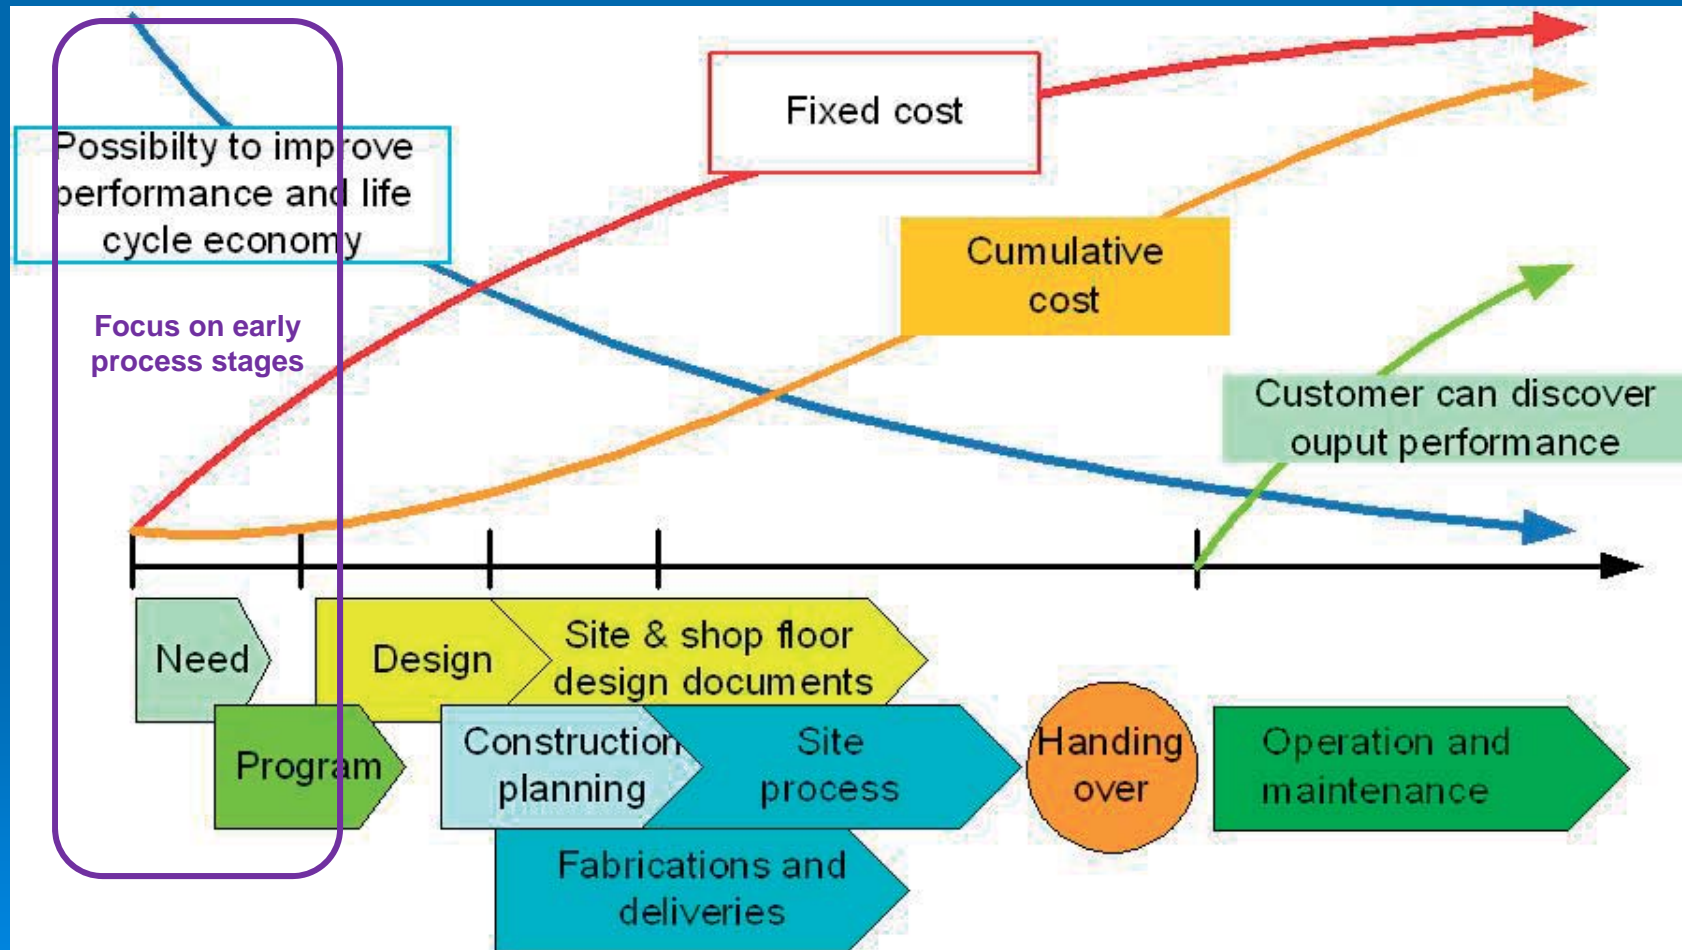 Fixed cost
Possibilty to improve
performance and life
cycle economy
Cumulative
cost
Focus on early
process stages
Customer can discover
ouput performance
Need
Design
Site & shop floor
design documents
Program
Construction
planning
Site
process
Handing
over
Operation and
maintenance
Fabrications and
deliveries